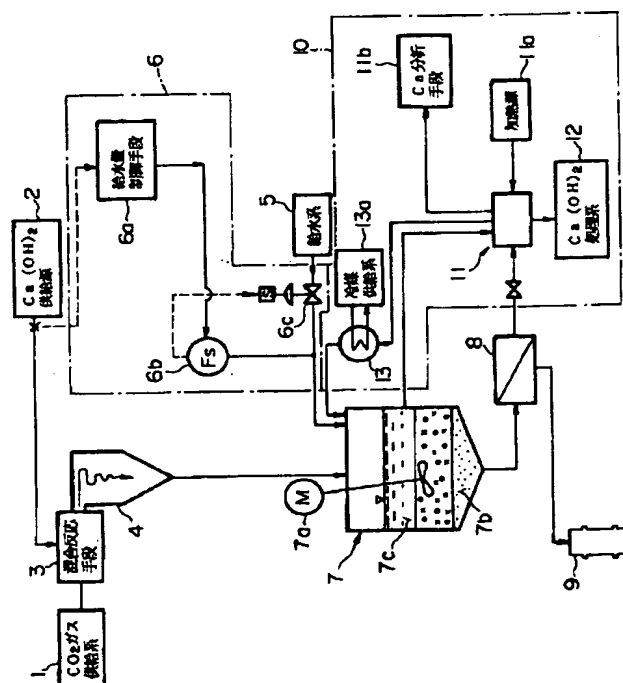 1
CO₂ガス
供給系
2
Ca(OH)₂
供給源
3
混合反応
手段
4
5
給水系
6
6a
給水量
制御手段
6b
Fs
6c
S
7
7a
M
7b
7c
8
9
10
11
11a
加熱源
11b
Ca分析
手段
12
Ca(OH)₂
処理系
13
13a
冷媒
供給系